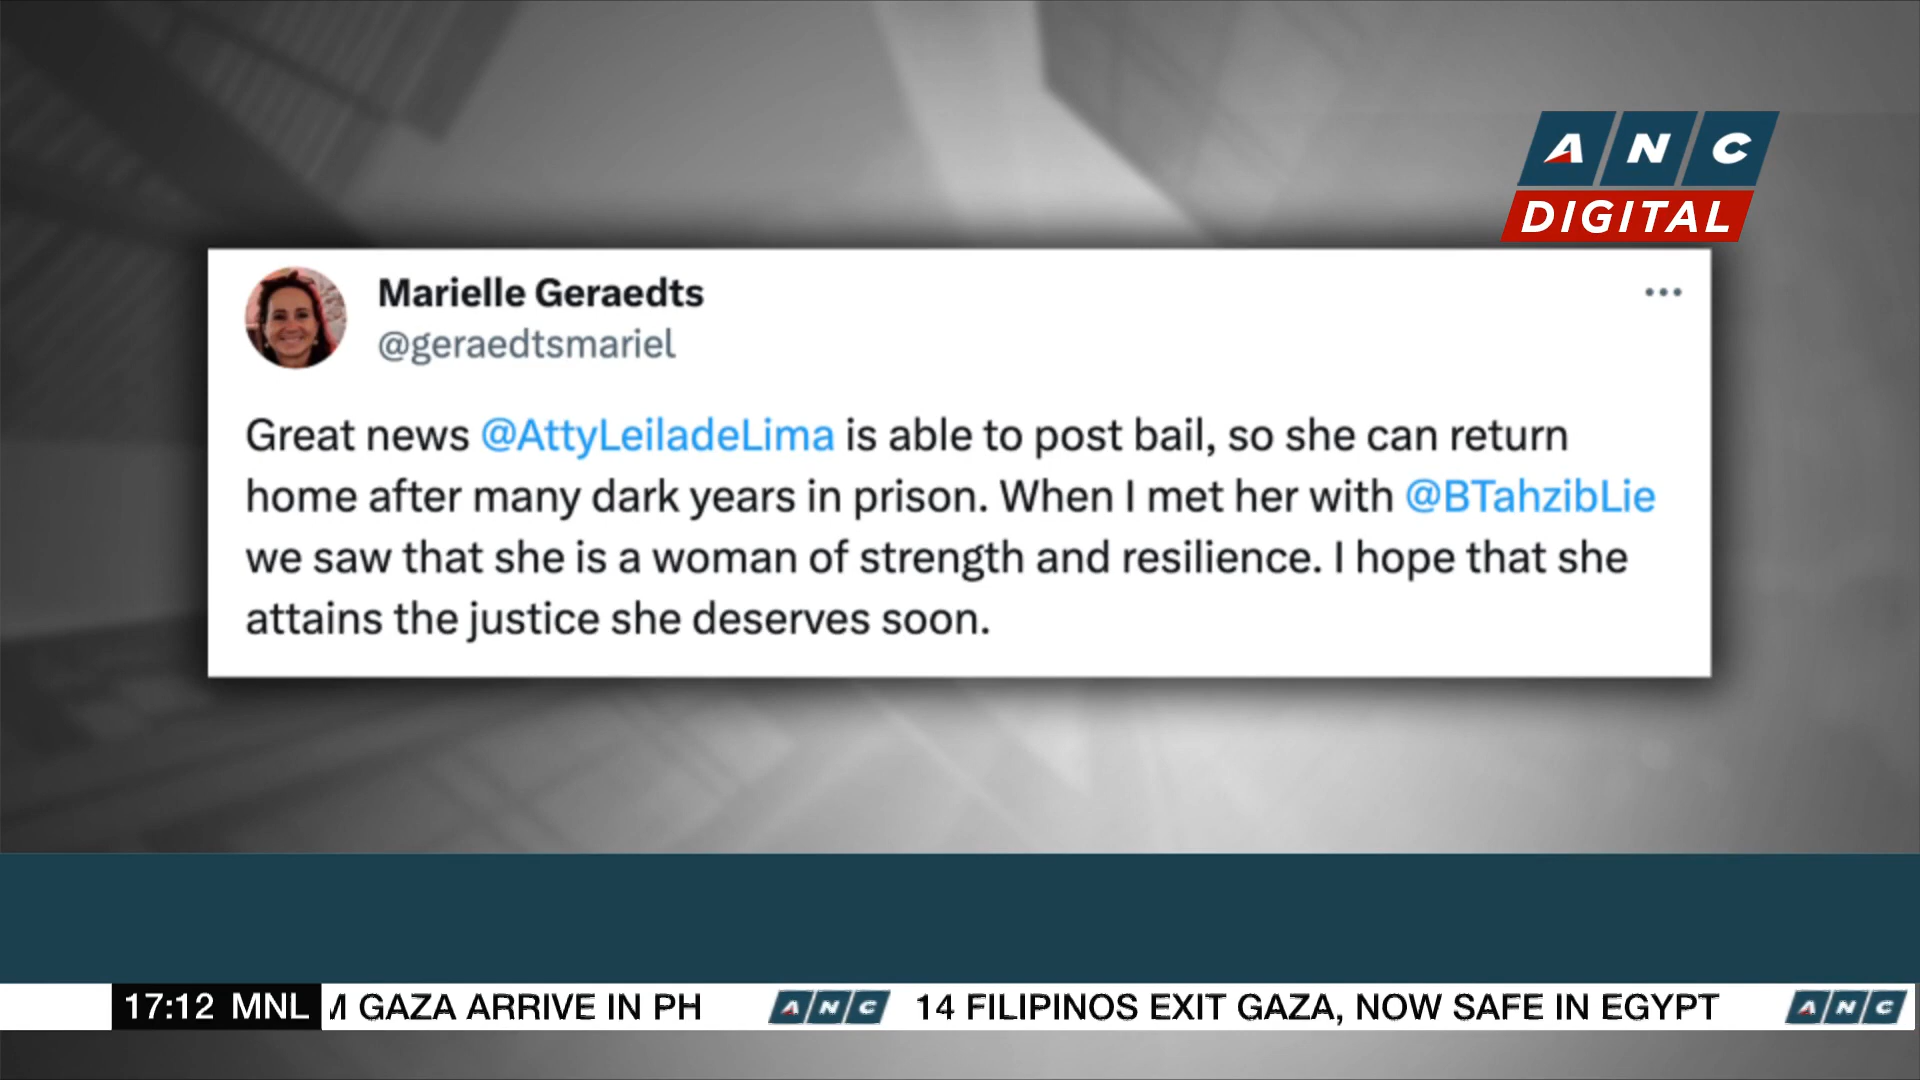 ANC
DIGITAL
Marielle Geraedts
@geraedtsmariel
Great news @AttyLeiladeLima is able to post bail, so she can return
home after many dark years in prison. When I met her with @BTahzibLie
we saw that she is a woman of strength and resilience. I hope that she
attains the justice she deserves soon.
17:12 MNL M GAZA ARRIVE IN PH ANC 14 FILIPINOS EXIT GAZA, NOW SAFE IN EGYPT ANC